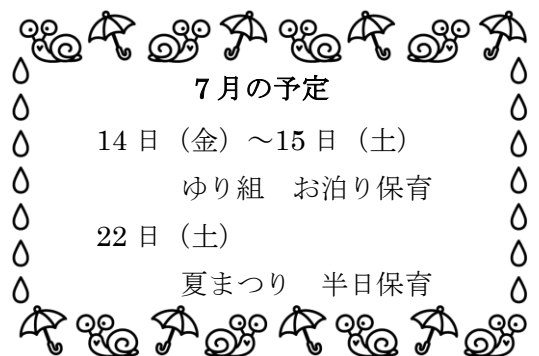 7月の予定
14日（金）～15日（土）
ゆり組　お泊り保育
22日（土）
夏まつり　半日保育